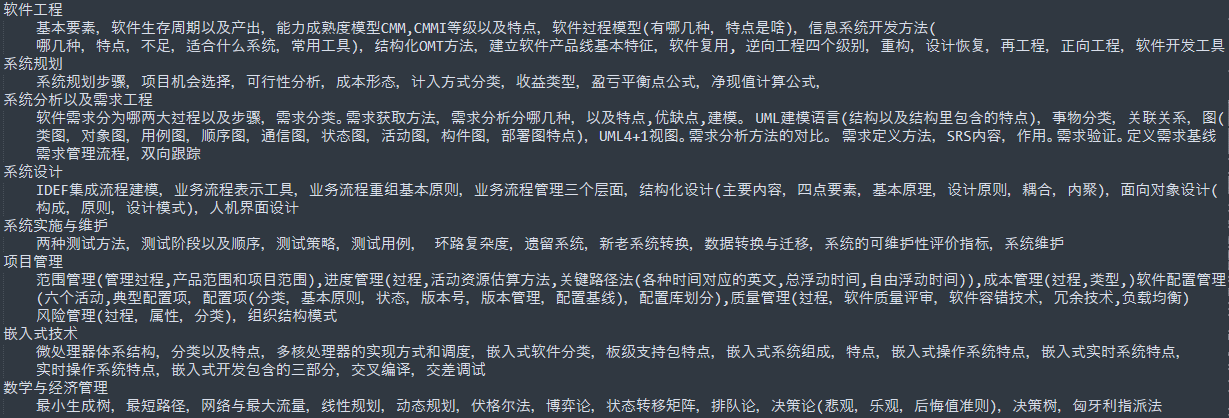 软件工程
基本要素, 软件生存周期以及产出, 能力成熟度模型CMM,CMMI等级以及特点, 软件过程模型(有哪几种, 特点是啥), 信息系统开发方法(
哪几种, 特点, 不足, 适合什么系统, 常用工具), 结构化OMT方法, 建立软件产品线基本特征, 软件复用, 逆向工程四个级别, 重构, 设计恢复, 再工程, 正向工程, 软件开发工具
系统规划
系统规划步骤, 项目机会选择, 可行性分析, 成本形态, 计入方式分类, 收益类型, 盈亏平衡点公式, 净现值计算公式,
系统分析以及需求工程
软件需求分为哪两大过程以及步骤, 需求分类。需求获取方法, 需求分析分哪几种, 以及特点,优缺点,建模。 UML建模语言(结构以及结构里包含的特点), 事物分类, 关联关系, 图(
类图, 对象图, 用例图, 顺序图, 通信图, 状态图, 活动图, 构件图, 部署图特点), UML4+1视图。需求分析方法的对比。 需求定义方法, SRS内容, 作用。需求验证。定义需求基线
需求管理流程, 双向跟踪
系统设计
IDEF集成流程建模, 业务流程表示工具, 业务流程重组基本原则, 业务流程管理三个层面, 结构化设计(主要内容, 四点要素, 基本原理, 设计原则, 耦合, 内聚), 面向对象设计(
构成, 原则, 设计模式), 人机界面设计
系统实施与维护
两种测试方法, 测试阶段以及顺序, 测试策略, 测试用例, 环路复杂度, 遗留系统, 新老系统转换, 数据转换与迁移, 系统的可维护性评价指标, 系统维护
项目管理
范围管理(管理过程,产品范围和项目范围),进度管理(过程,活动资源估算方法,关键路径法(各种时间对应的英文,总浮动时间,自由浮动时间)),成本管理(过程,类型,)软件配置管理
(六个活动,典型配置项, 配置项(分类, 基本原则, 状态, 版本号, 版本管理, 配置基线), 配置库划分),质量管理(过程, 软件质量评审, 软件容错技术, 冗余技术,负载均衡)
风险管理(过程, 属性, 分类), 组织结构模式
嵌入式技术
微处理器体系结构, 分类以及特点, 多核处理器的实现方式和调度, 嵌入式软件分类, 板级支持包特点, 嵌入式系统组成, 特点, 嵌入式操作系统特点, 嵌入式实时系统特点,
实时操作系统特点, 嵌入式开发包含的三部分, 交叉编译, 交差调试
数学与经济管理
最小生成树, 最短路径, 网络与最大流量, 线性规划, 动态规划, 伏格尔法, 博弈论, 状态转移矩阵, 排队论, 决策论(悲观, 乐观, 后悔值准则), 决策树, 匈牙利指派法